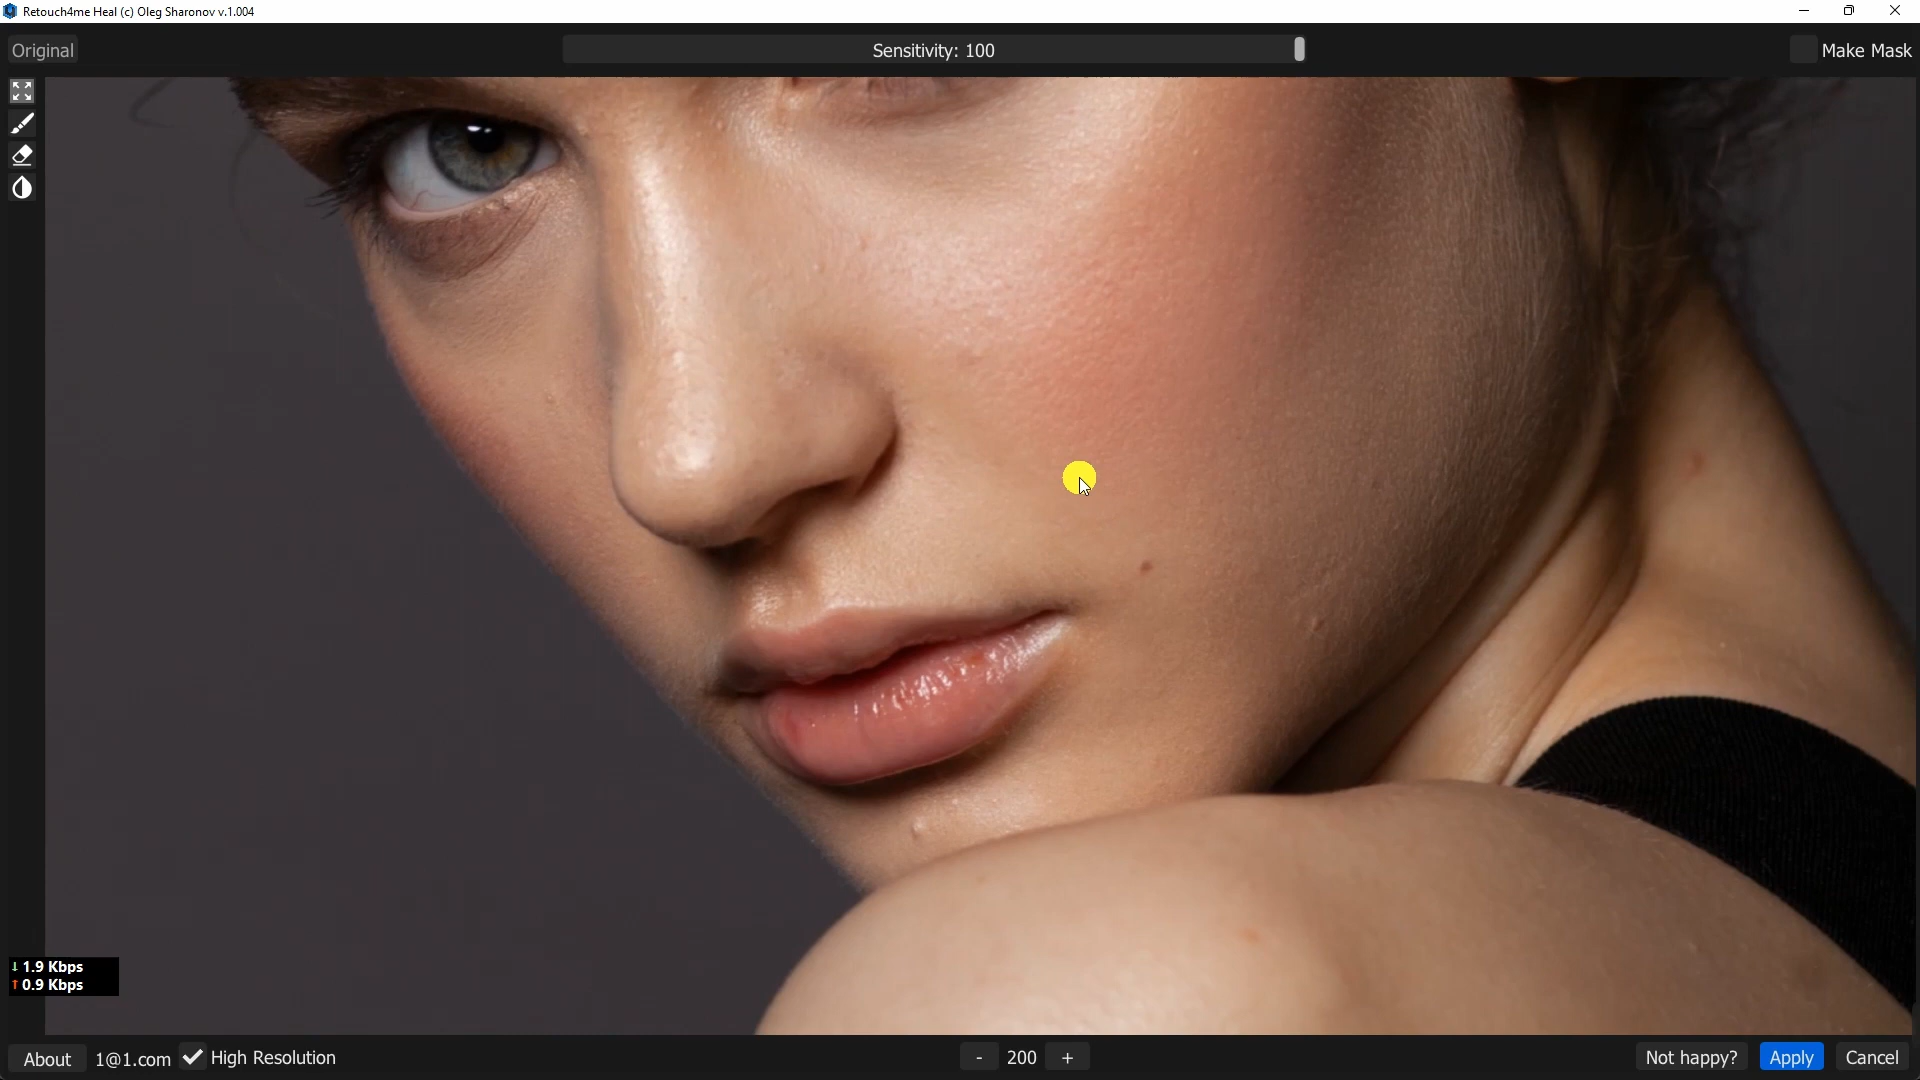 Retouch4me Heal (c) Oleg Sharonov v.1.004
Original
Sensitivity: 100
Make Mask
↓ 1.9 Kbps
↑ 0.9 Kbps
About 1@1.com High Resolution
- 200 +
Not happy? Apply Cancel